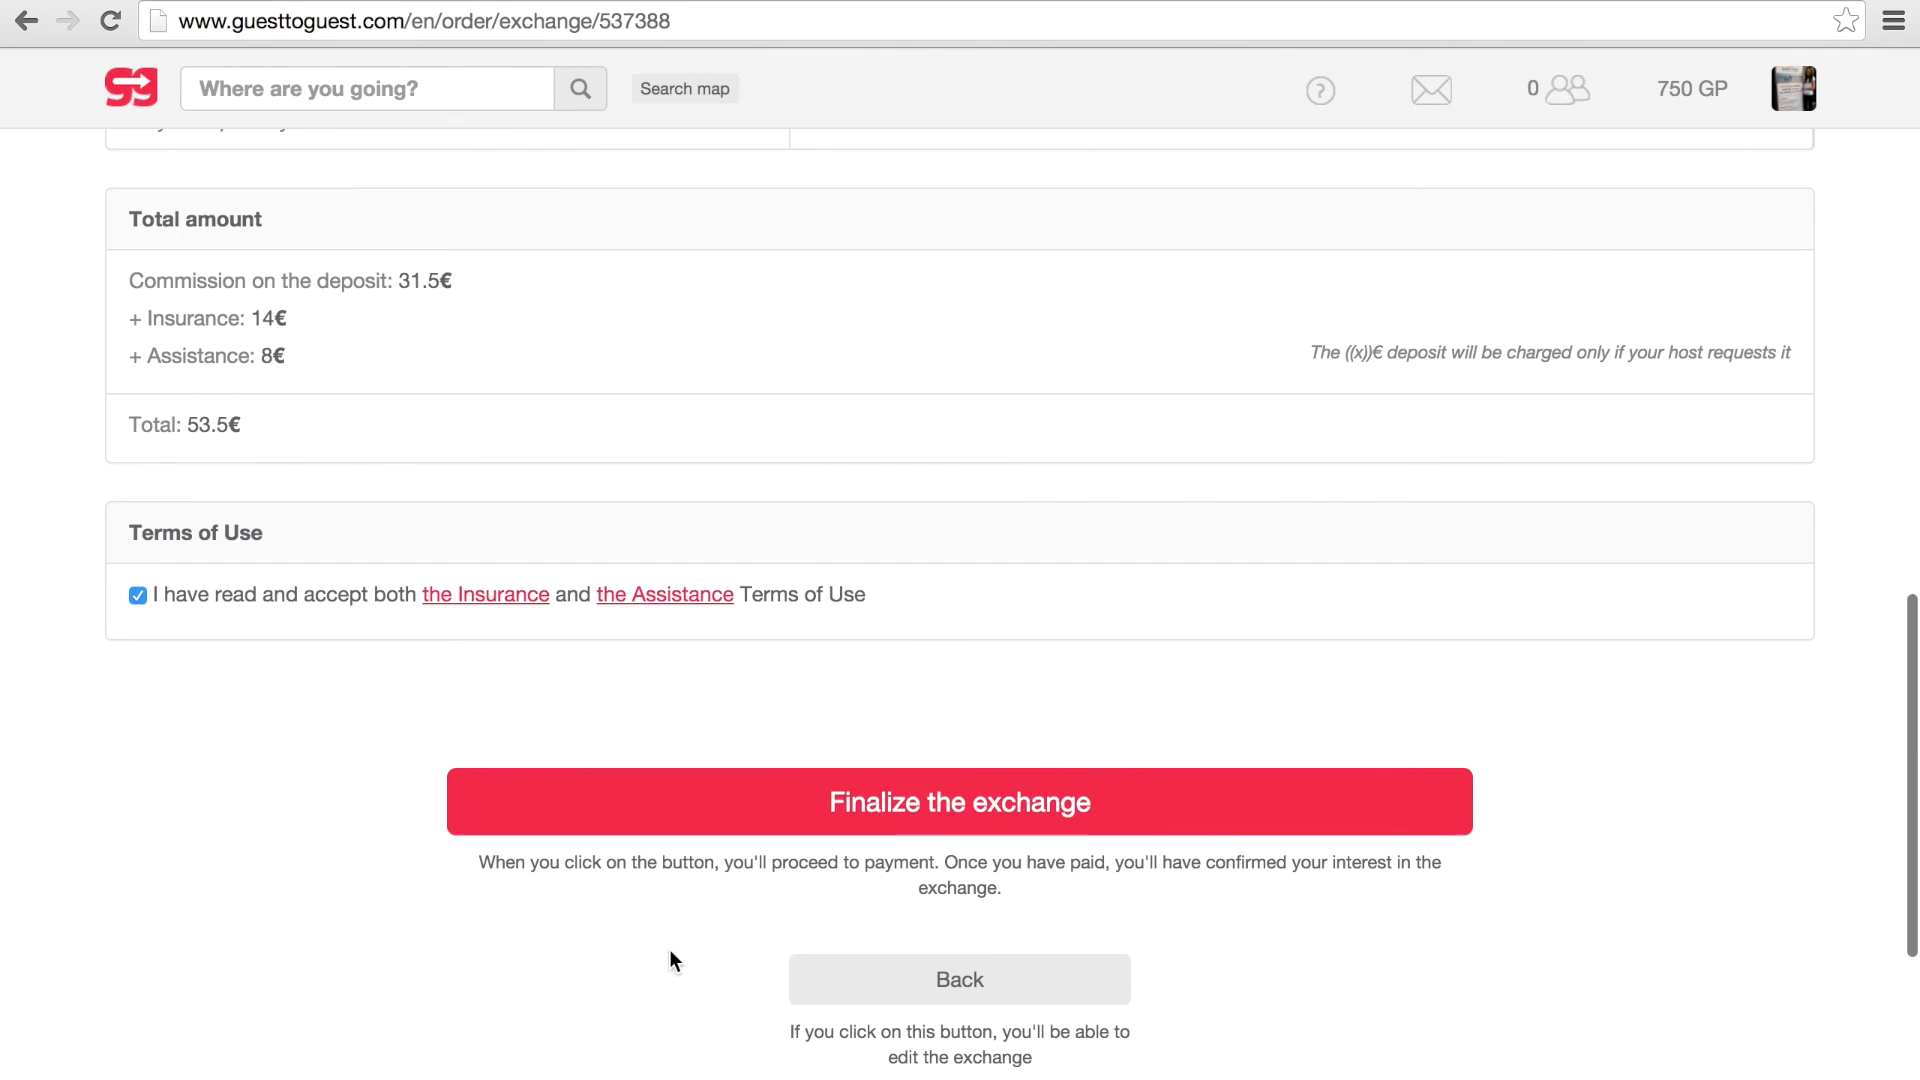 www.guesttoguest.com/en/order/exchange/537388
Where are you going?
Search map
?
0
750 GP
Total amount
Commission on the deposit: 31.5€
+ Insurance: 14€
+ Assistance: 8€
The ((x))€ deposit will be charged only if your host requests it
Total: 53.5€
Terms of Use
I have read and accept both the Insurance and the Assistance Terms of Use
Finalize the exchange
When you click on the button, you'll proceed to payment. Once you have paid, you'll have confirmed your interest in the
exchange.
Back
If you click on this button, you'll be able to
edit the exchange